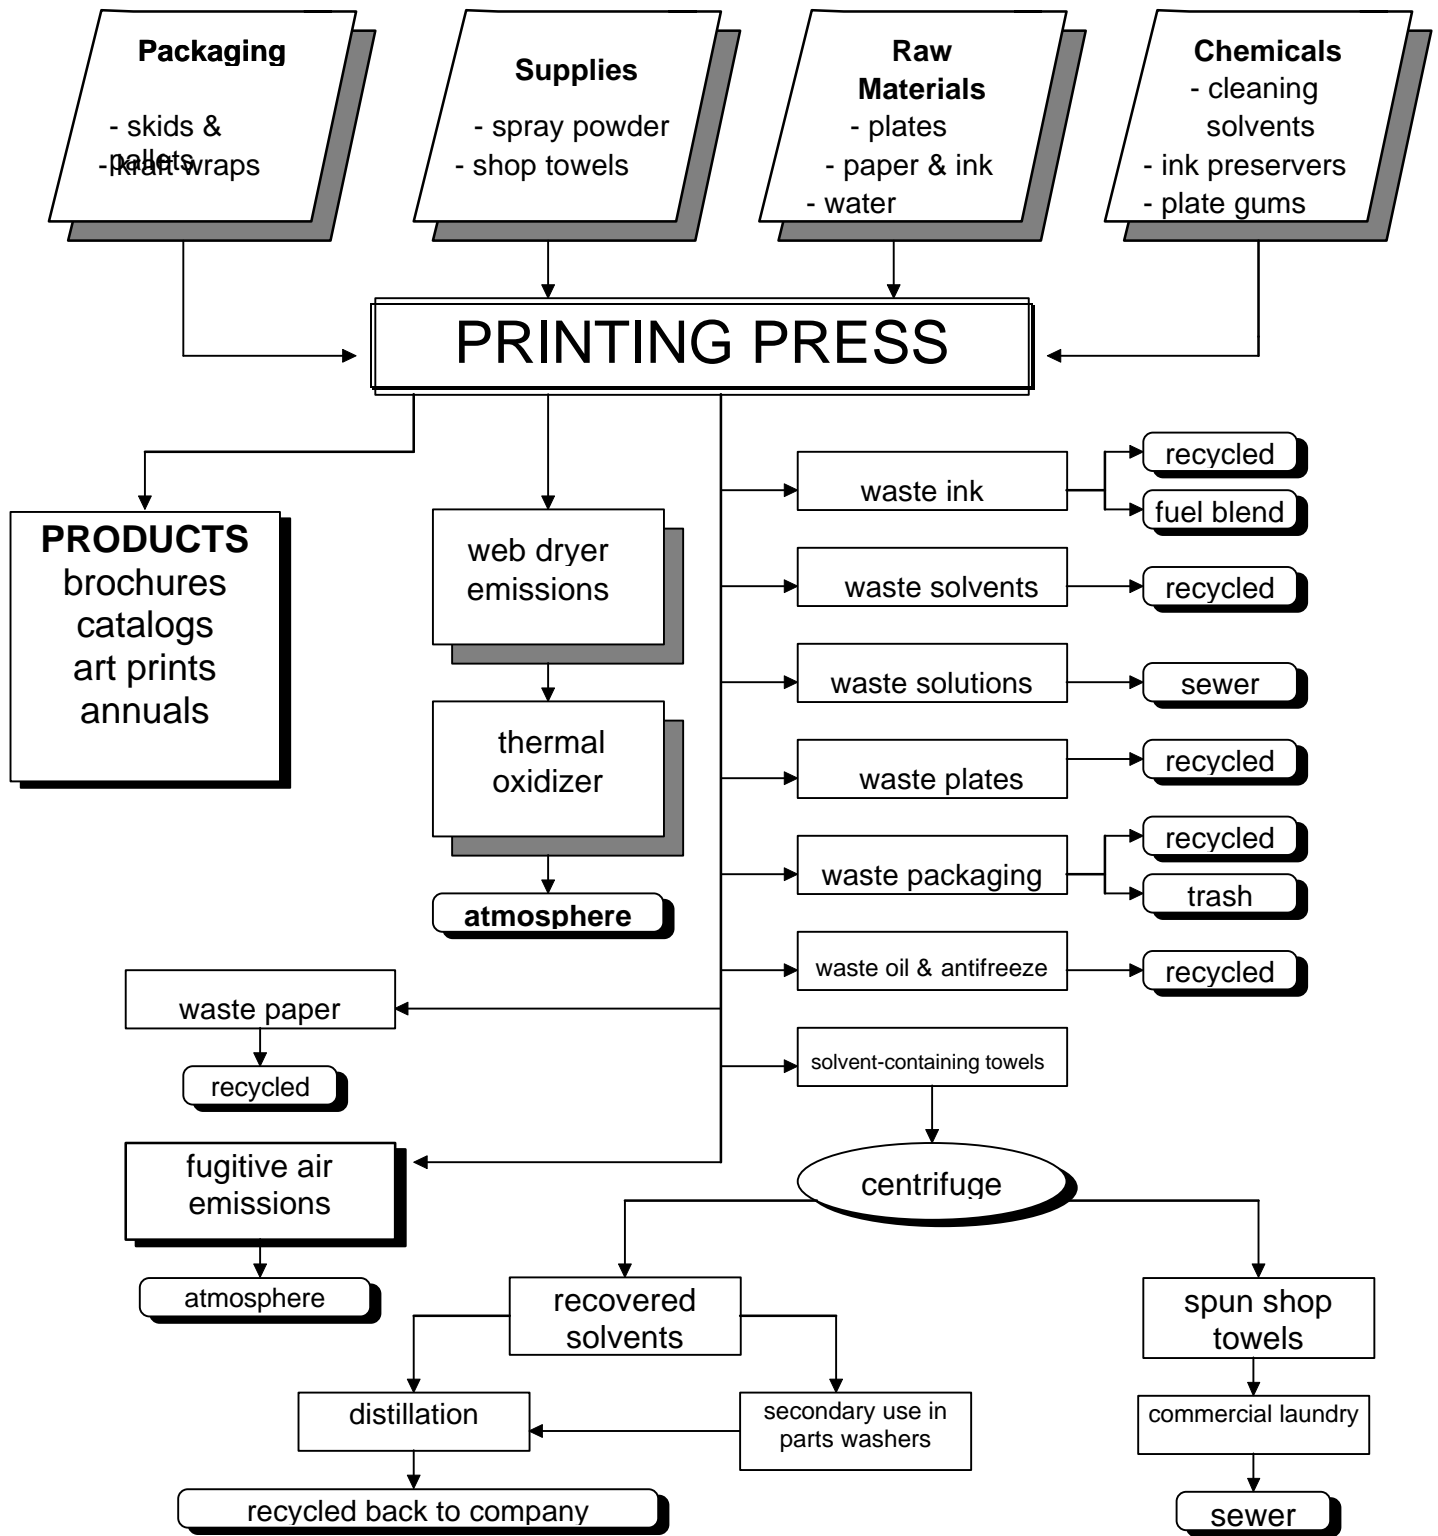 Packaging
- skids &
pallets
- kraft wraps
Supplies
- spray powder
- shop towels
Raw
Materials
- plates
- paper & ink
- water
Chemicals
- cleaning
solvents
- ink preservers
- plate gums
PRINTING PRESS
PRODUCTS
brochures
catalogs
art prints
annuals
web dryer
emissions
thermal
oxidizer
atmosphere
waste ink
recycled
fuel blend
waste solvents
recycled
waste solutions
sewer
waste plates
recycled
waste packaging
recycled
trash
waste oil & antifreeze
recycled
waste paper
recycled
solvent-containing towels
fugitive air
emissions
atmosphere
centrifuge
recovered
solvents
spun shop
towels
distillation
secondary use in
parts washers
commercial laundry
recycled back to company
sewer